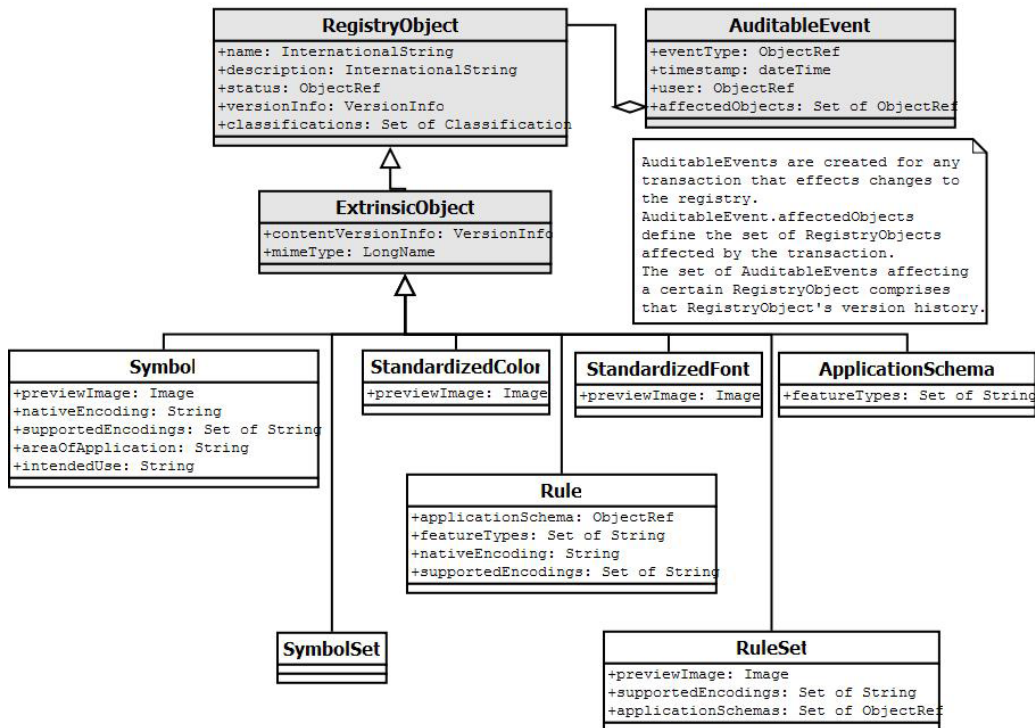 RegistryObject
+name: InternationalString
+description: InternationalString
+status: ObjectRef
+versionInfo: VersionInfo
+classifications: Set of Classification
AuditableEvent
+eventType: ObjectRef
+timestamp: dateTime
+user: ObjectRef
+affectedObjects: Set of ObjectRef
AuditableEvents are created for any
transaction that effects changes to
the registry.
AuditableEvent.affectedObjects
define the set of RegistryObjects
affected by the transaction.
The set of AuditableEvents affecting
a certain RegistryObject comprises
that RegistryObject's version history.
ExtrinsicObject
+contentVersionInfo: VersionInfo
+mimeType: LongName
Symbol
+previewImage: Image
+nativeEncoding: String
+supportedEncodings: Set of String
+areaOfApplication: String
+intendedUse: String
StandardizedColor
+previewImage: Image
StandardizedFont
+previewImage: Image
ApplicationSchema
+featureTypes: Set of String
Rule
+applicationSchema: ObjectRef
+featureTypes: Set of String
+nativeEncoding: String
+supportedEncodings: Set of String
SymbolSet
RuleSet
+previewImage: Image
+supportedEncodings: Set of String
+applicationSchemas: Set of ObjectRef